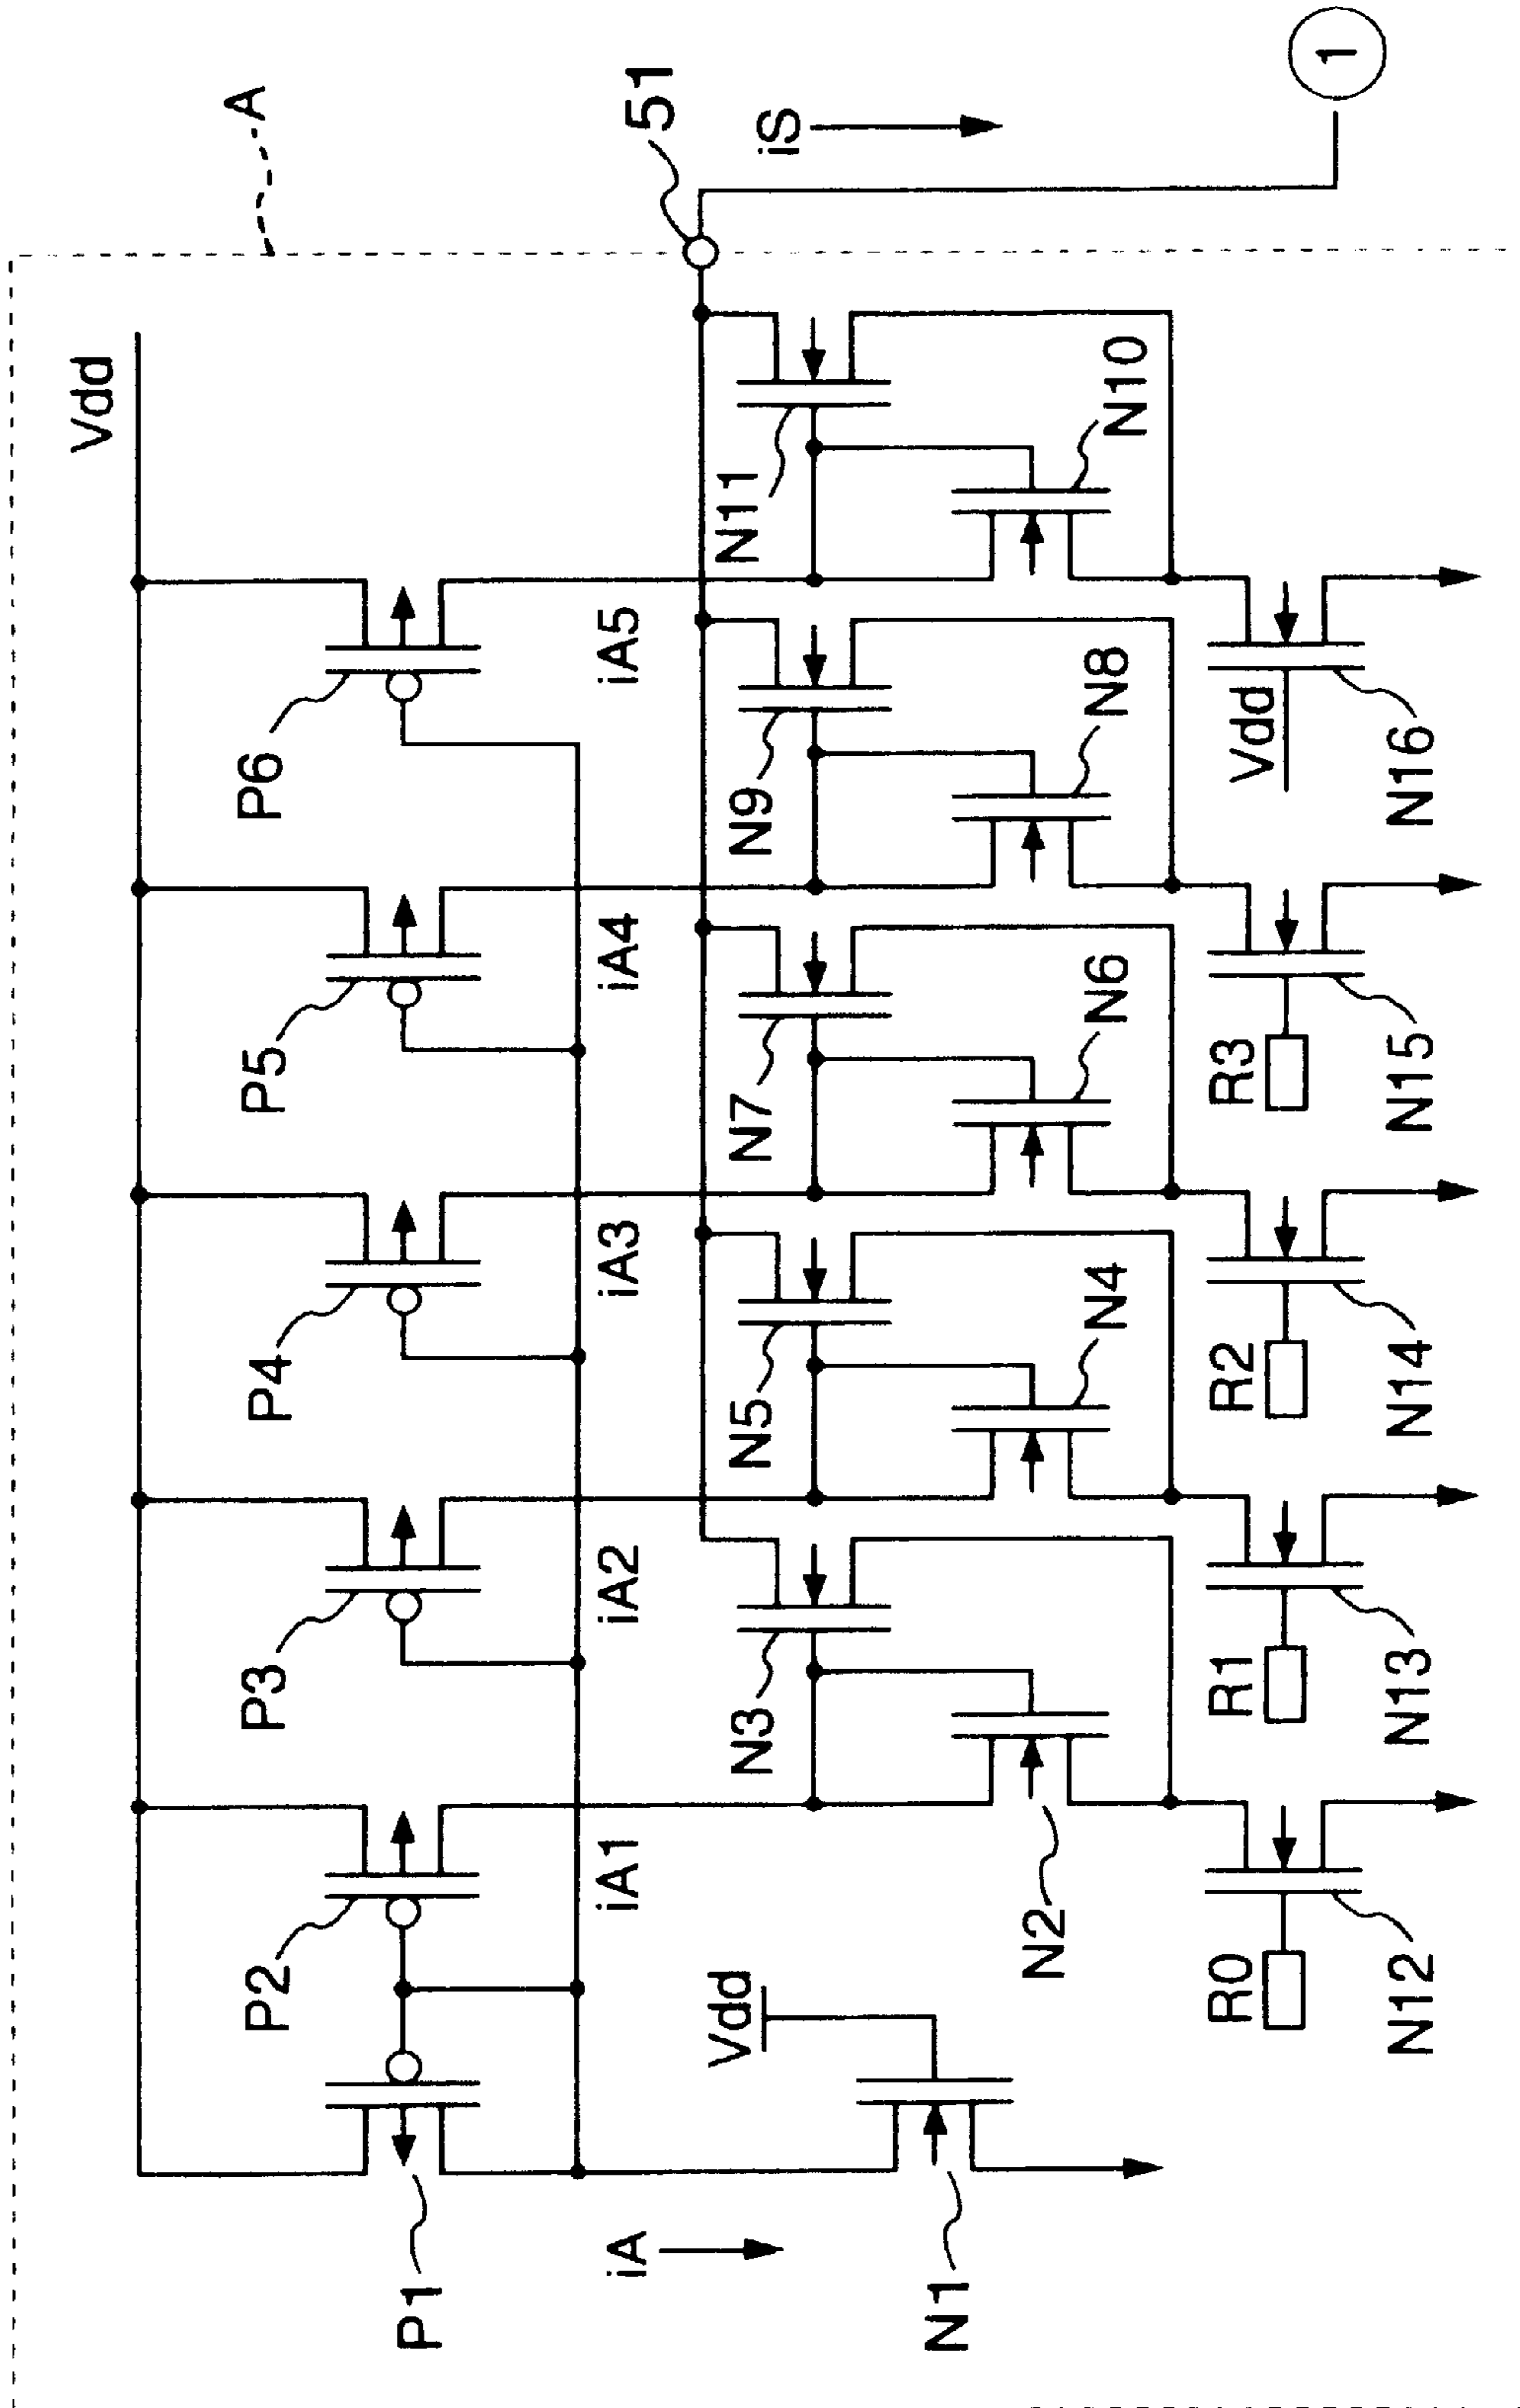 A
Vdd
P1
P2
P3
P4
P5
P6
51
iS
1
iA
iA1
iA2
iA3
iA4
iA5
N3
N5
N7
N9
N11
Vdd
N1
N2
N4
N6
N8
N10
R0
R1
R2
R3
Vdd
N12
N13
N14
N15
N16